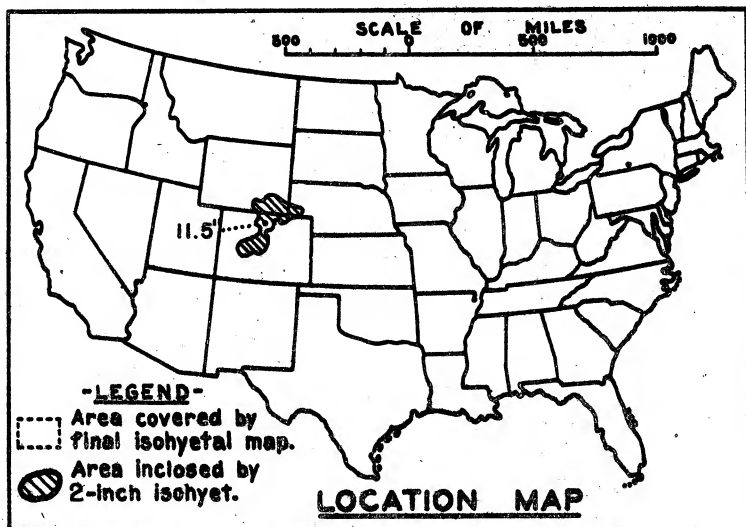 SCALE OF MILES
500 0 500 1000
11.5"
-LEGEND-
Area covered by
final isohyetal map.
Area inclosed by
2-inch isohyet.
LOCATION MAP